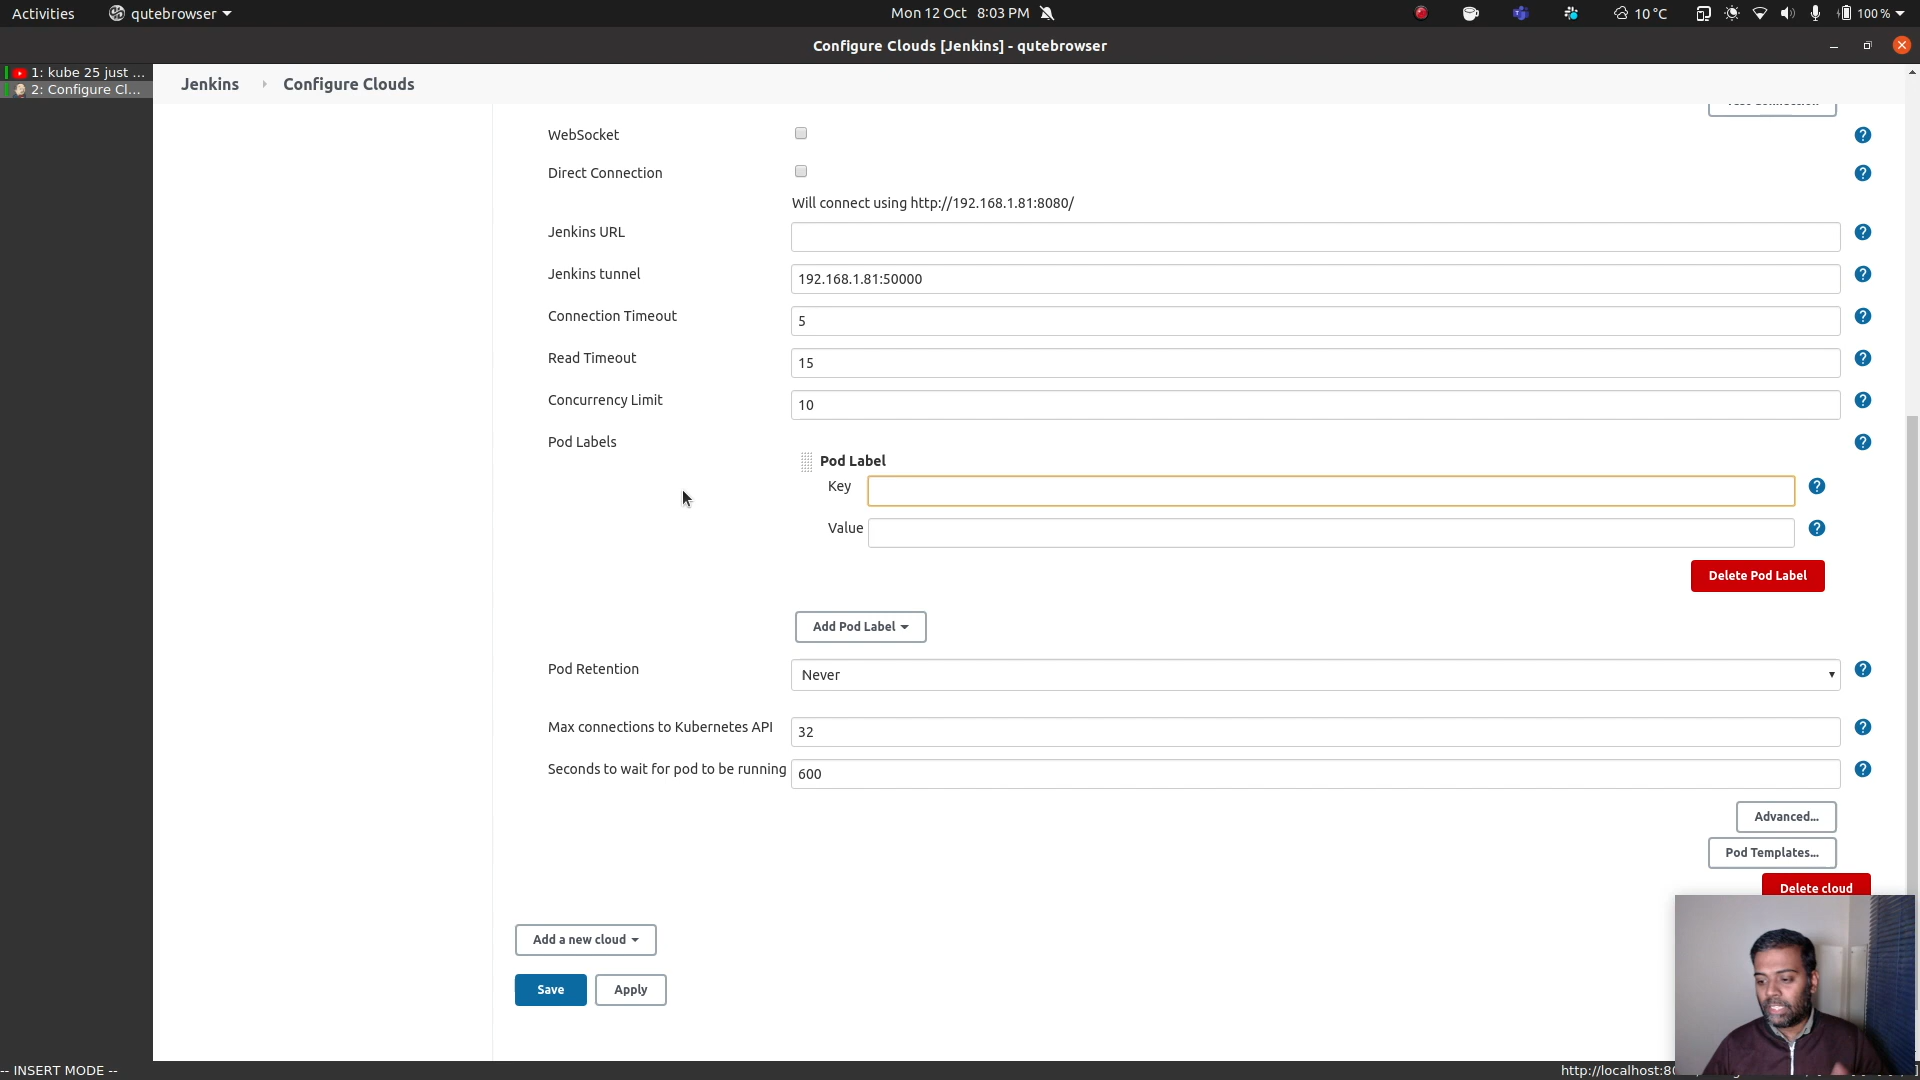 Activities
qutebrowser
Mon 12 Oct 8:03 PM
10 °C
100 %
Configure Clouds [Jenkins] - qutebrowser
1: kube 25 just ...
2: Configure Cl...
Jenkins
Configure Clouds
WebSocket
Direct Connection
Will connect using http://192.168.1.81:8080/
Jenkins URL
Jenkins tunnel
192.168.1.81:50000
Connection Timeout
5
Read Timeout
15
Concurrency Limit
10
Pod Labels
Pod Label
Key
Value
Delete Pod Label
Add Pod Label
Pod Retention
Never
Max connections to Kubernetes API
32
Seconds to wait for pod to be running
600
Advanced...
Pod Templates...
Delete cloud
Add a new cloud
Save
Apply
-- INSERT MODE --
http://localhost:80